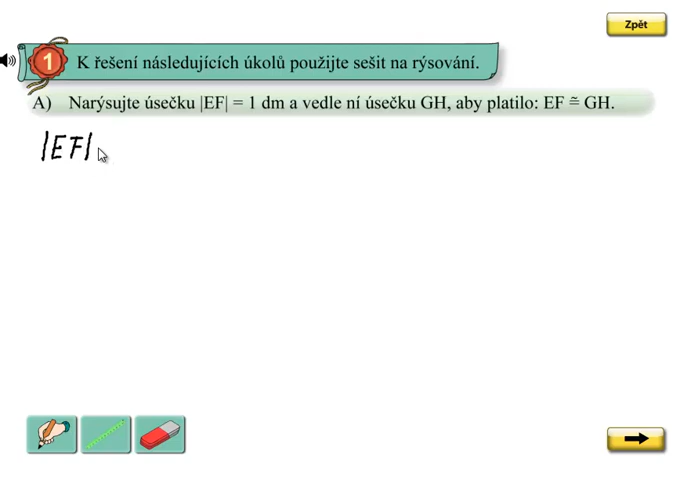 Zpět
1 K řešení následujících úkolů použijte sešit na rýsování.
A) Narýsujte úsečku |EF| = 1 dm a vedle ní úsečku GH, aby platilo: EF ≅ GH.
|EF|